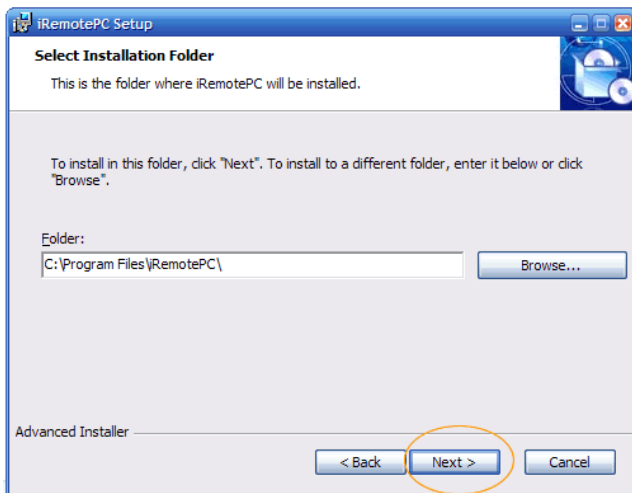 iRemotePC Setup
Select Installation Folder
This is the folder where iRemotePC will be installed.
To install in this folder, click "Next". To install to a different folder, enter it below or click
"Browse".
Folder:
C:\Program Files\iRemotePC\
Browse...
Advanced Installer
< Back
Next >
Cancel